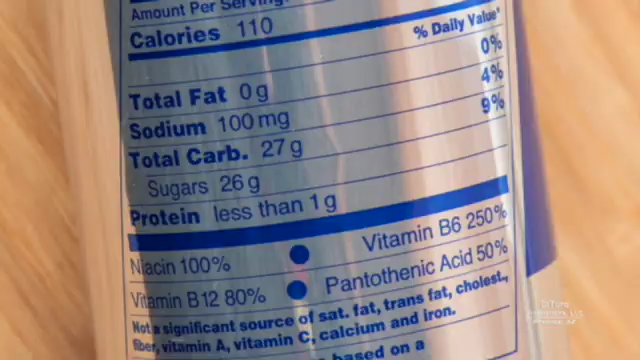 Amount Per Serving:
Calories 110
% Daily Value*
Total Fat 0g 0%
Sodium 100mg 4%
Total Carb. 27g 9%
Sugars 26g
Protein less than 1g
Niacin 100% ● Vitamin B6 250%
Vitamin B12 80% ● Pantothenic Acid 50%
Not a significant source of sat. fat, trans fat, cholest.,
fiber, vitamin A, vitamin C, calcium and iron.
based on a